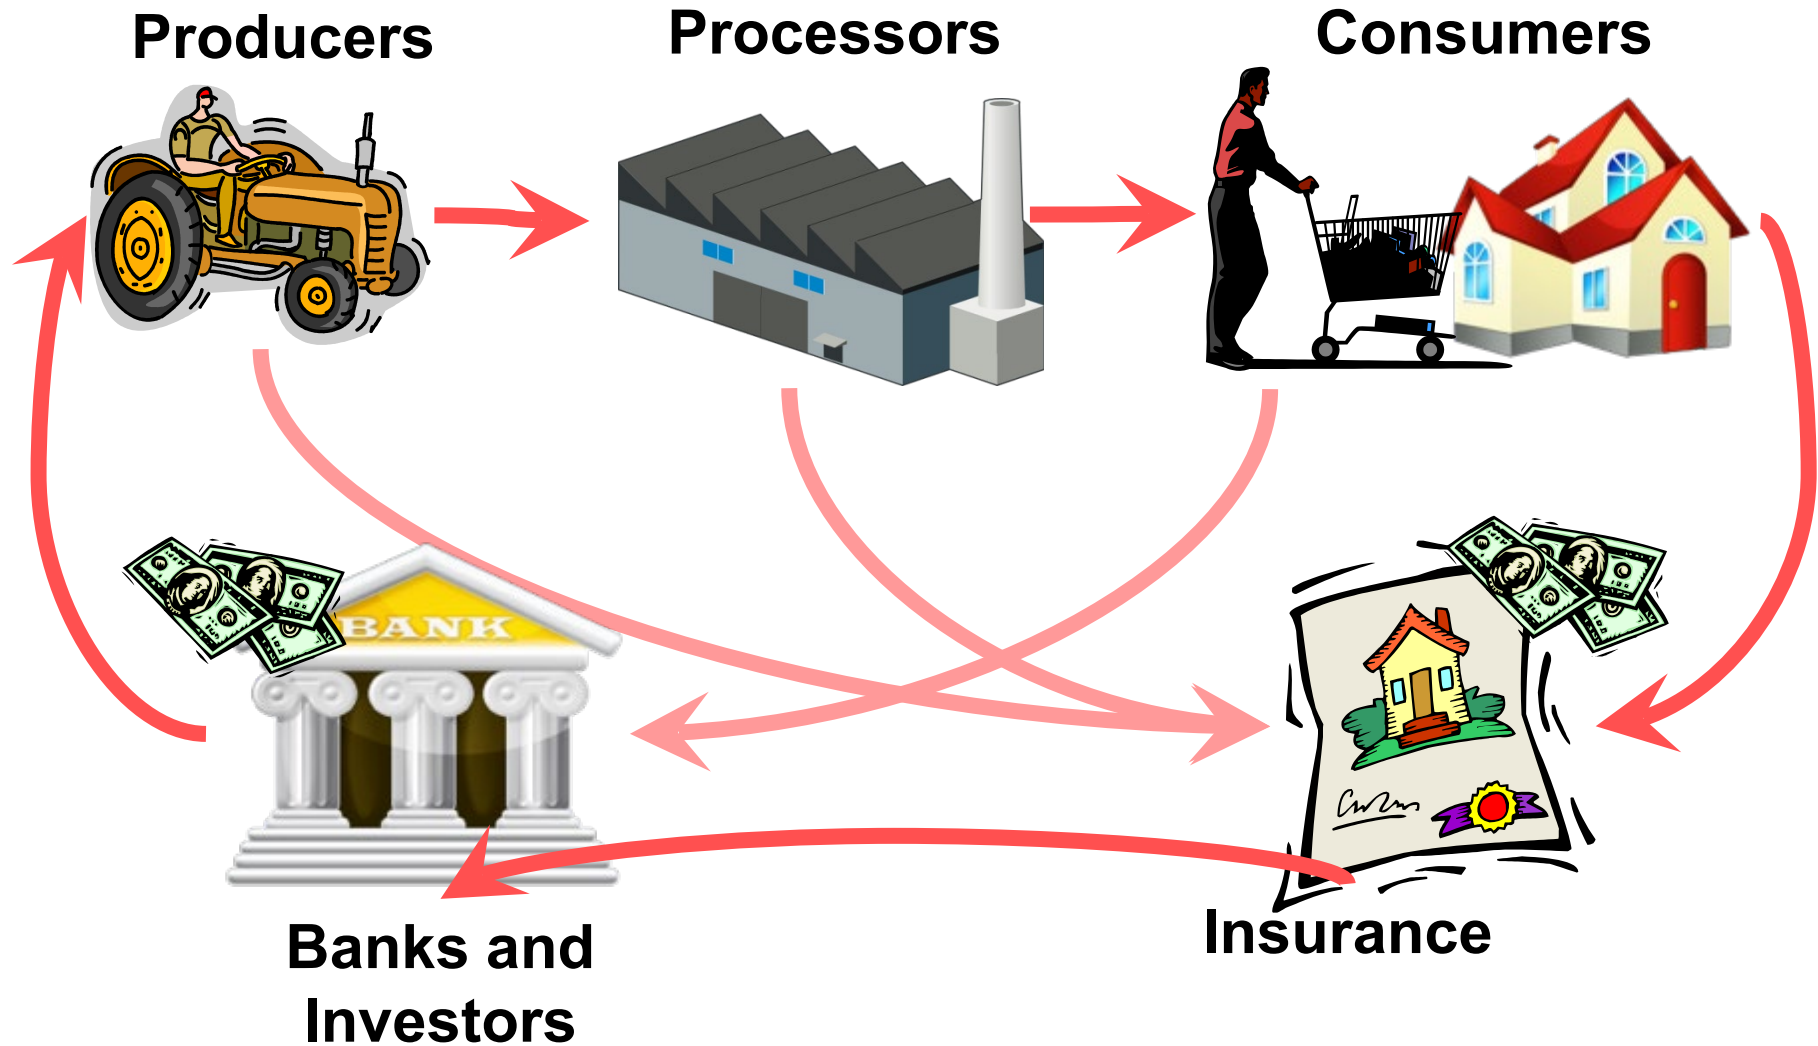 Producers
Processors
Consumers
BANK
Banks and
Investors
Insurance